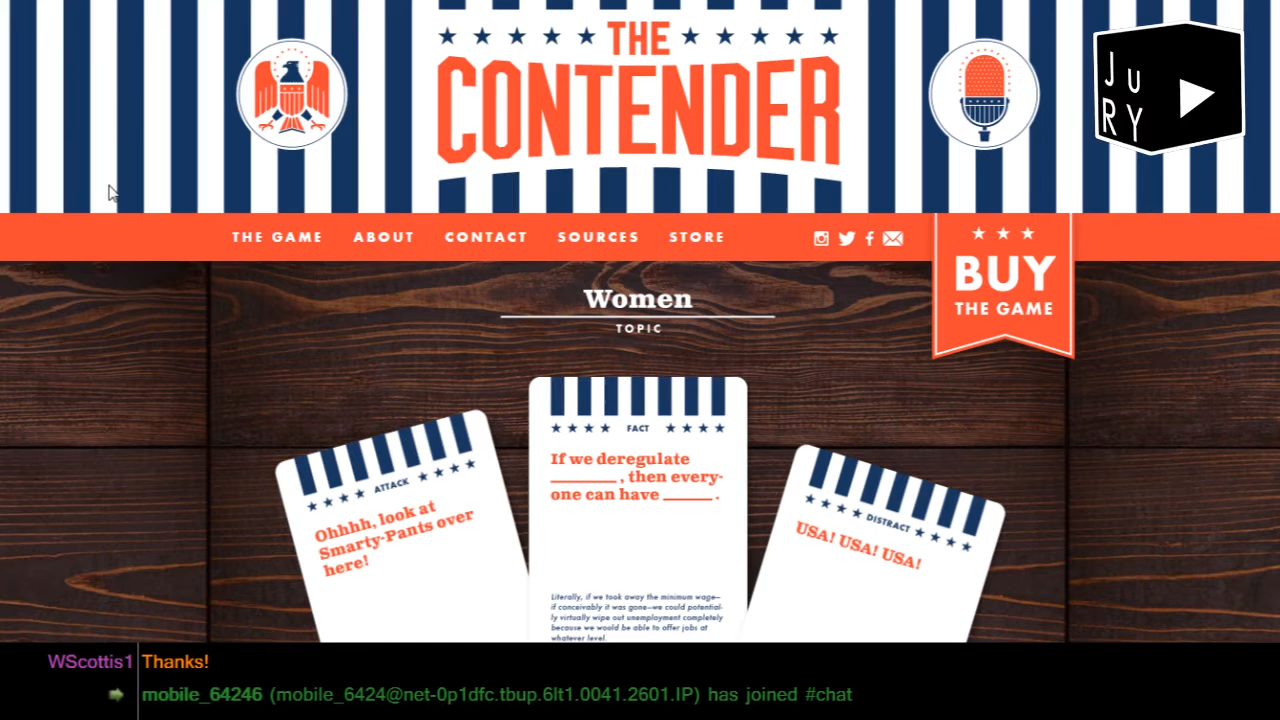 THE
CONTENDER
JU
RY
THE GAME ABOUT CONTACT SOURCES STORE
BUY
THE GAME
Women
TOPIC
ATTACK
Ohhhh, look at
Smarty-Pants over
here!
FACT
If we deregulate
________ , then every-
one can have ______ .
Literally, if we took away the minimum wage—
if conceivably it was gone—we could potential-
ly virtually wipe out unemployment completely
because we would be able to offer jobs at
whatever level.
DISTRACT
USA! USA! USA!
WScottis1 Thanks!
mobile_64246 (mobile_6424@net-0p1dfc.tbup.6lt1.0041.2601.IP) has joined #chat